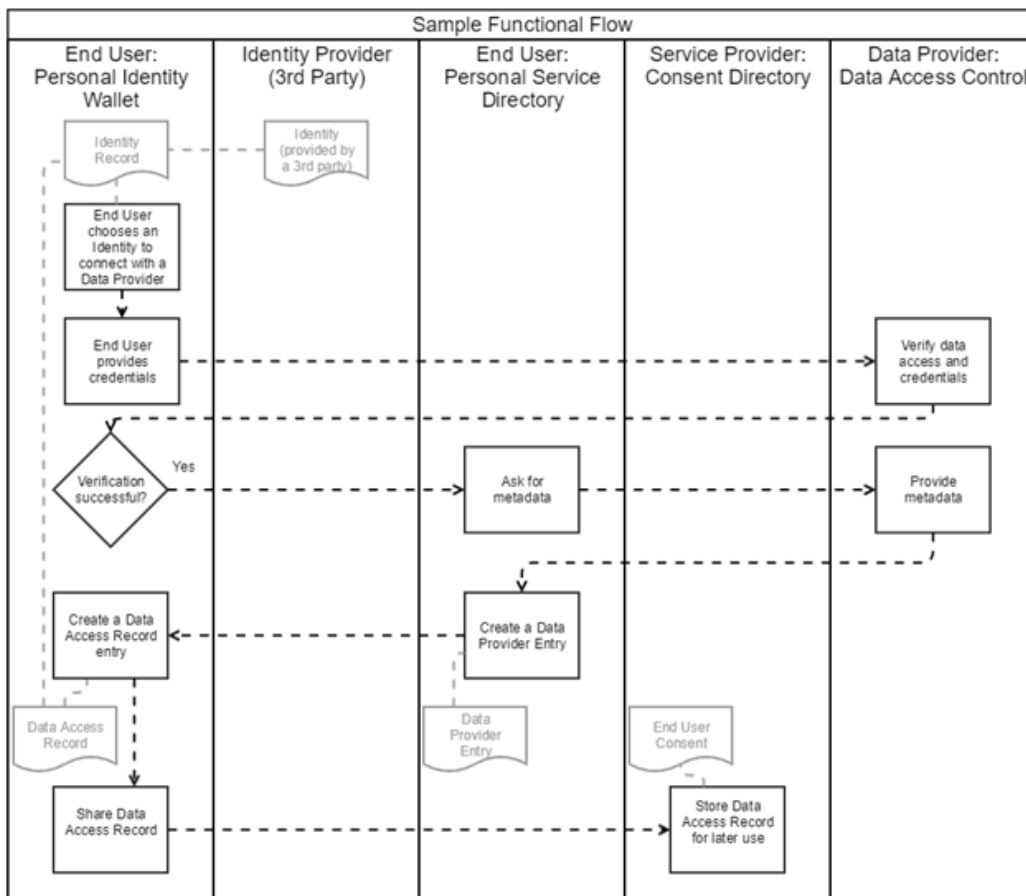 Sample Functional Flow
End User:
Personal Identity
Wallet
Identity Provider
(3rd Party)
End User:
Personal Service
Directory
Service Provider:
Consent Directory
Data Provider:
Data Access Control
Identity
Record
Identity
(provided by
a 3rd party)
End User
chooses an
Identity to
connect with a
Data Provider
End User
provides
credentials
Verify data
access and
credentials
Verification
successful?
Yes
Ask for
metadata
Provide
metadata
Create a Data
Access Record
entry
Create a Data
Provider Entry
Data Access
Record
Data
Provider
Entry
End User
Consent
Share Data
Access Record
Store Data
Access Record
for later use